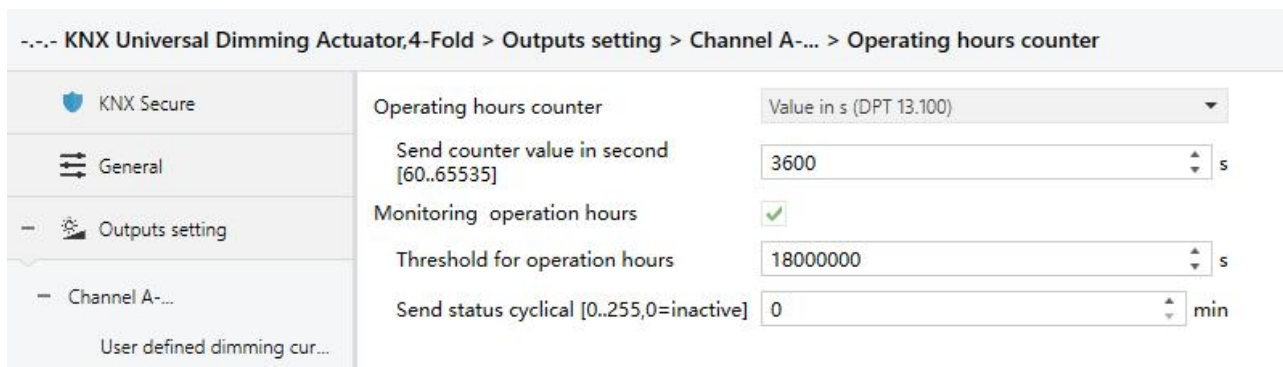 -.-.- KNX Universal Dimming Actuator,4-Fold > Outputs setting > Channel A-... > Operating hours counter
KNX Secure
General
Outputs setting
Channel A-...
User defined dimming cur...
Operating hours counter
Value in s (DPT 13.100)
Send counter value in second
[60..65535]
3600 s
Monitoring operation hours
Threshold for operation hours
18000000 s
Send status cyclical [0..255,0=inactive]
0 min